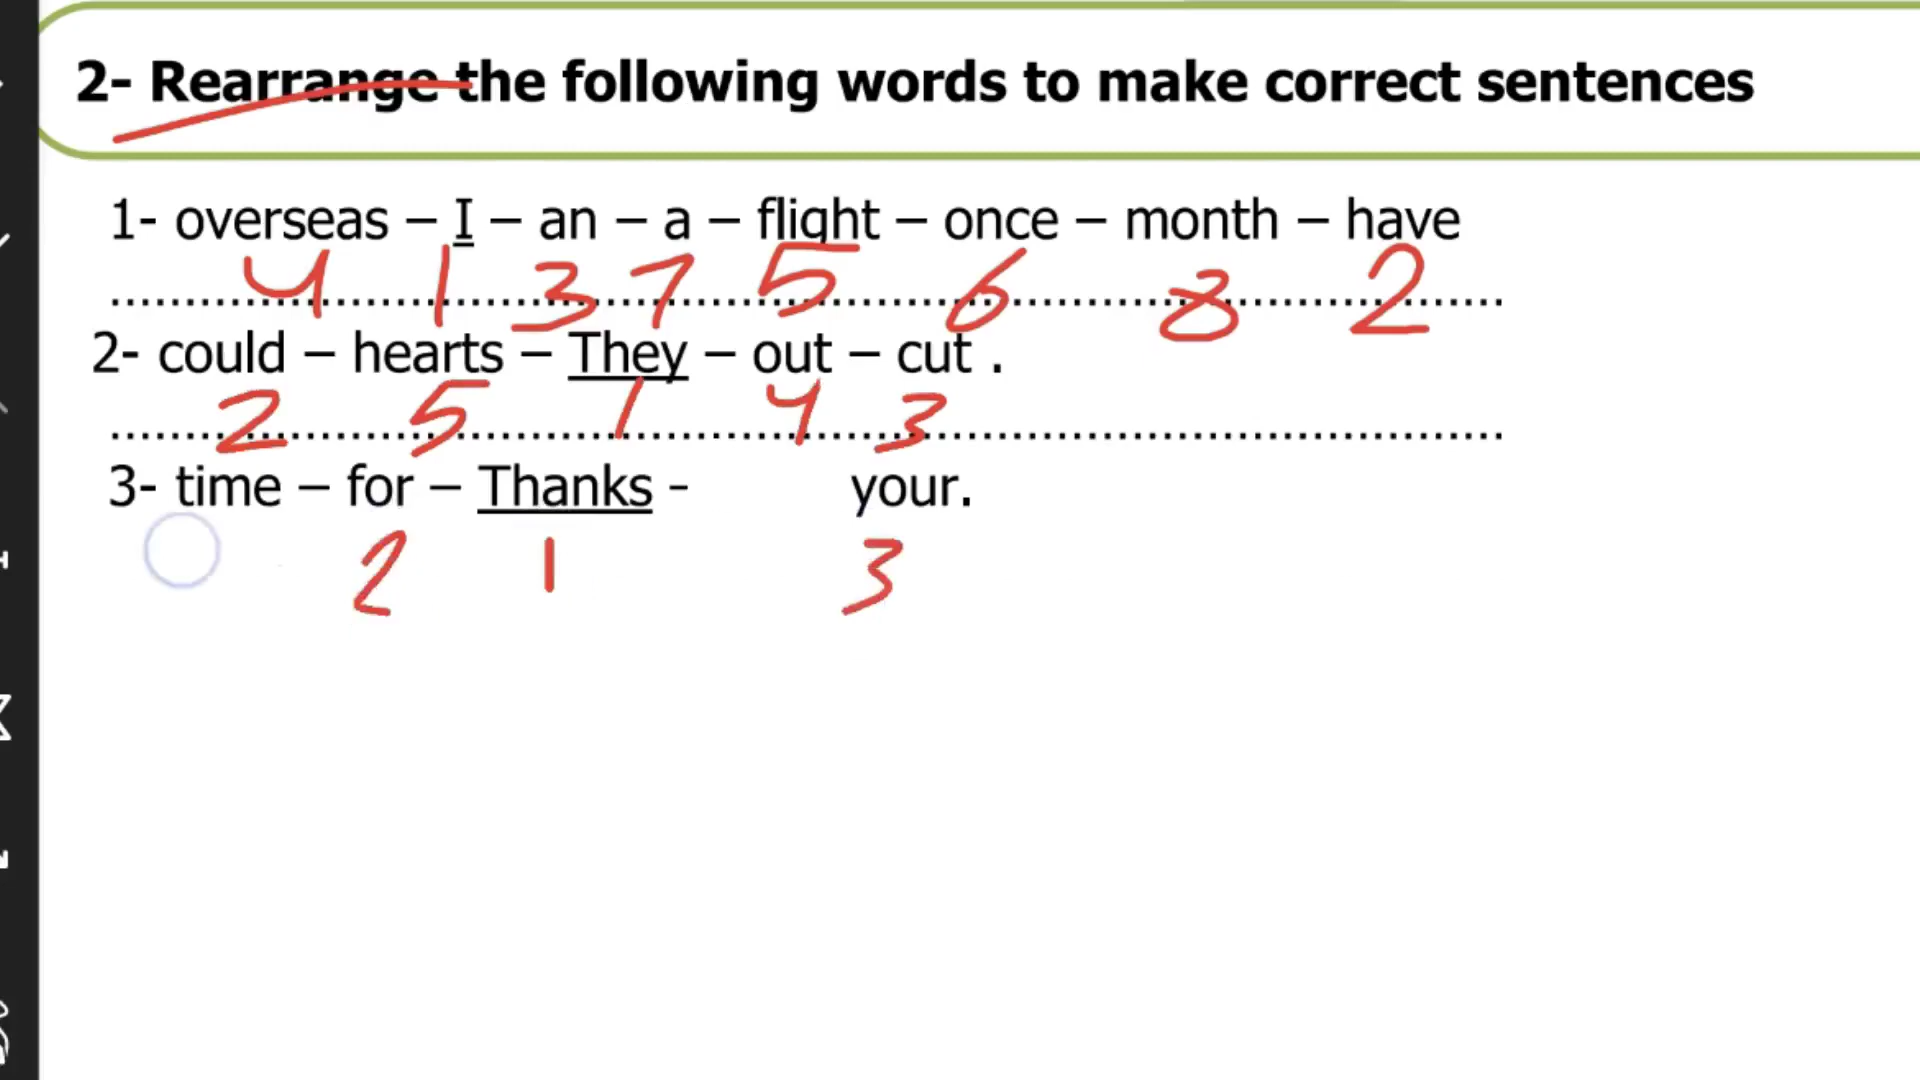 2- Rearrange the following words to make correct sentences
1- overseas – I – an – a – flight – once – month – have
4 1 3 7 5 6 8 2
2- could – hearts – They – out – cut .
2 5 1 4 3
3- time – for – Thanks - your.
2 1 3